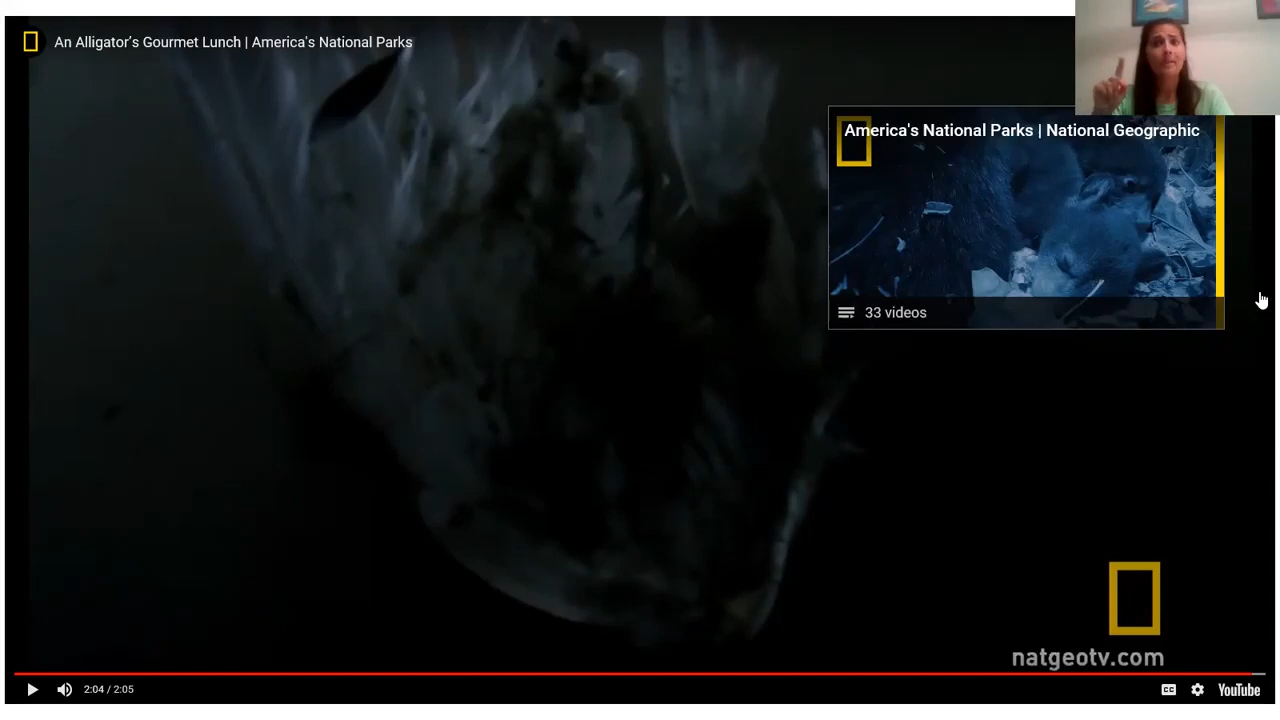 An Alligator's Gourmet Lunch | America's National Parks
America's National Parks | National Geographic
33 videos
natgeotv.com
2:04 / 2:05
CC
YouTube